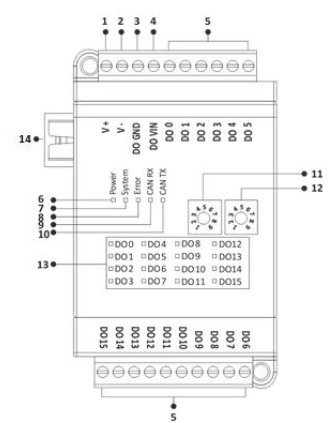 1 2 3 4 5
V+ V- DO GND DO VIN DO 0 DO 1 DO 2 DO 3 DO 4 DO 5
14
6 Power
7 System
8 Error
9 CAN RX
10 CAN TX
11
12
13
DO0 DO4 DO8 DO12
DO1 DO5 DO9 DO13
DO2 DO6 DO10 DO14
DO3 DO7 DO11 DO15
DO15 DO14 DO13 DO12 DO11 DO10 DO9 DO8 DO7 DO6
5